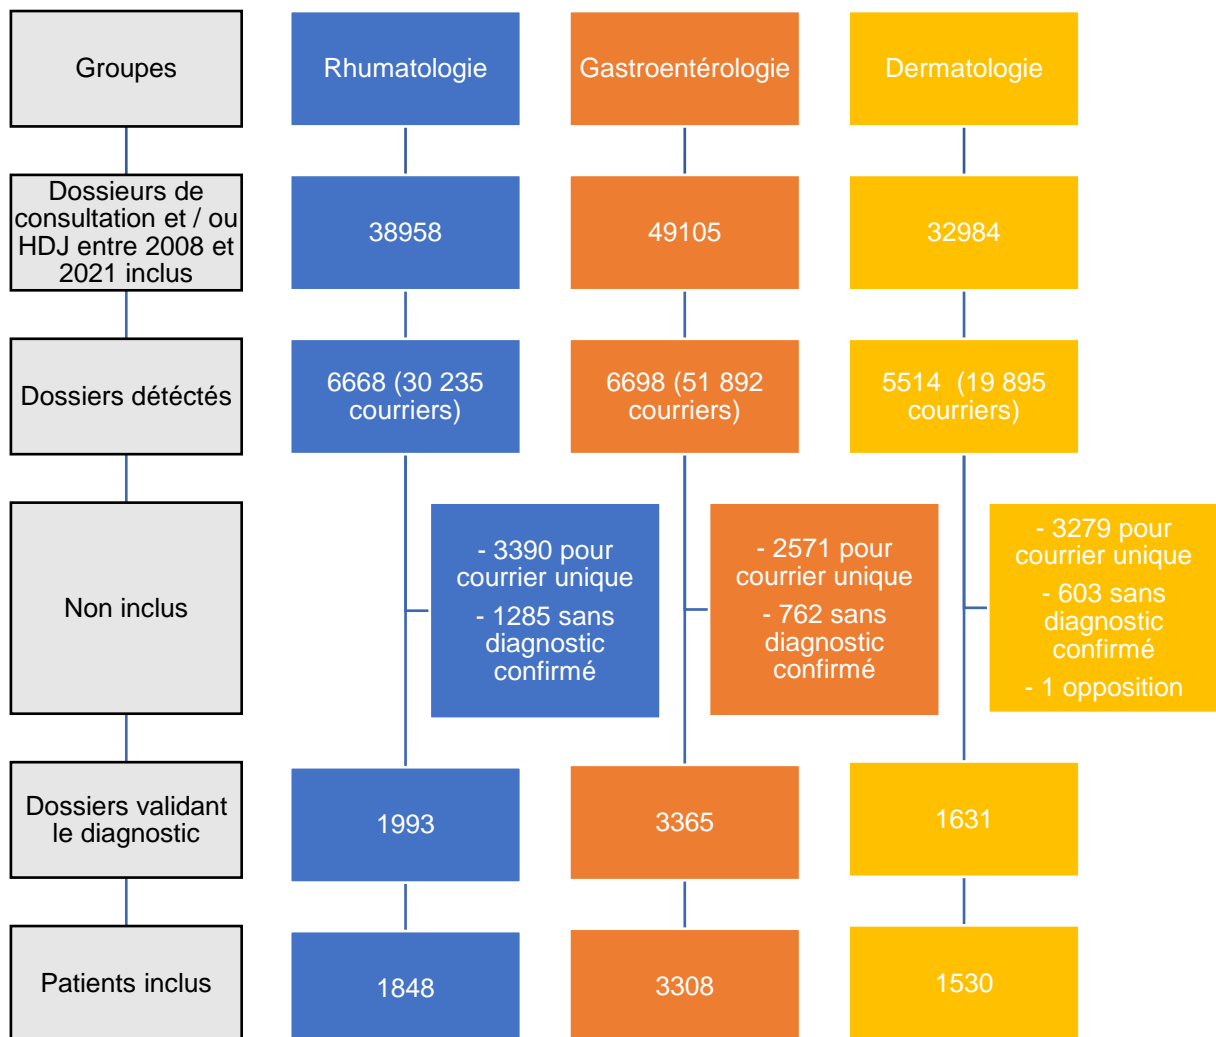 Groupes
Rhumatologie
Gastroentérologie
Dermatologie
Dossieurs de
consultation et / ou
HDJ entre 2008 et
2021 inclus
38958
49105
32984
Dossiers détéctés
6668 (30 235
courriers)
6698 (51 892
courriers)
5514 (19 895
courriers)
Non inclus
- 3390 pour
courrier unique
- 1285 sans
diagnostic
confirmé
- 2571 pour
courrier unique
- 762 sans
diagnostic
confirmé
- 3279 pour
courrier unique
- 603 sans
diagnostic
confirmé
- 1 opposition
Dossiers validant
le diagnostic
1993
3365
1631
Patients inclus
1848
3308
1530